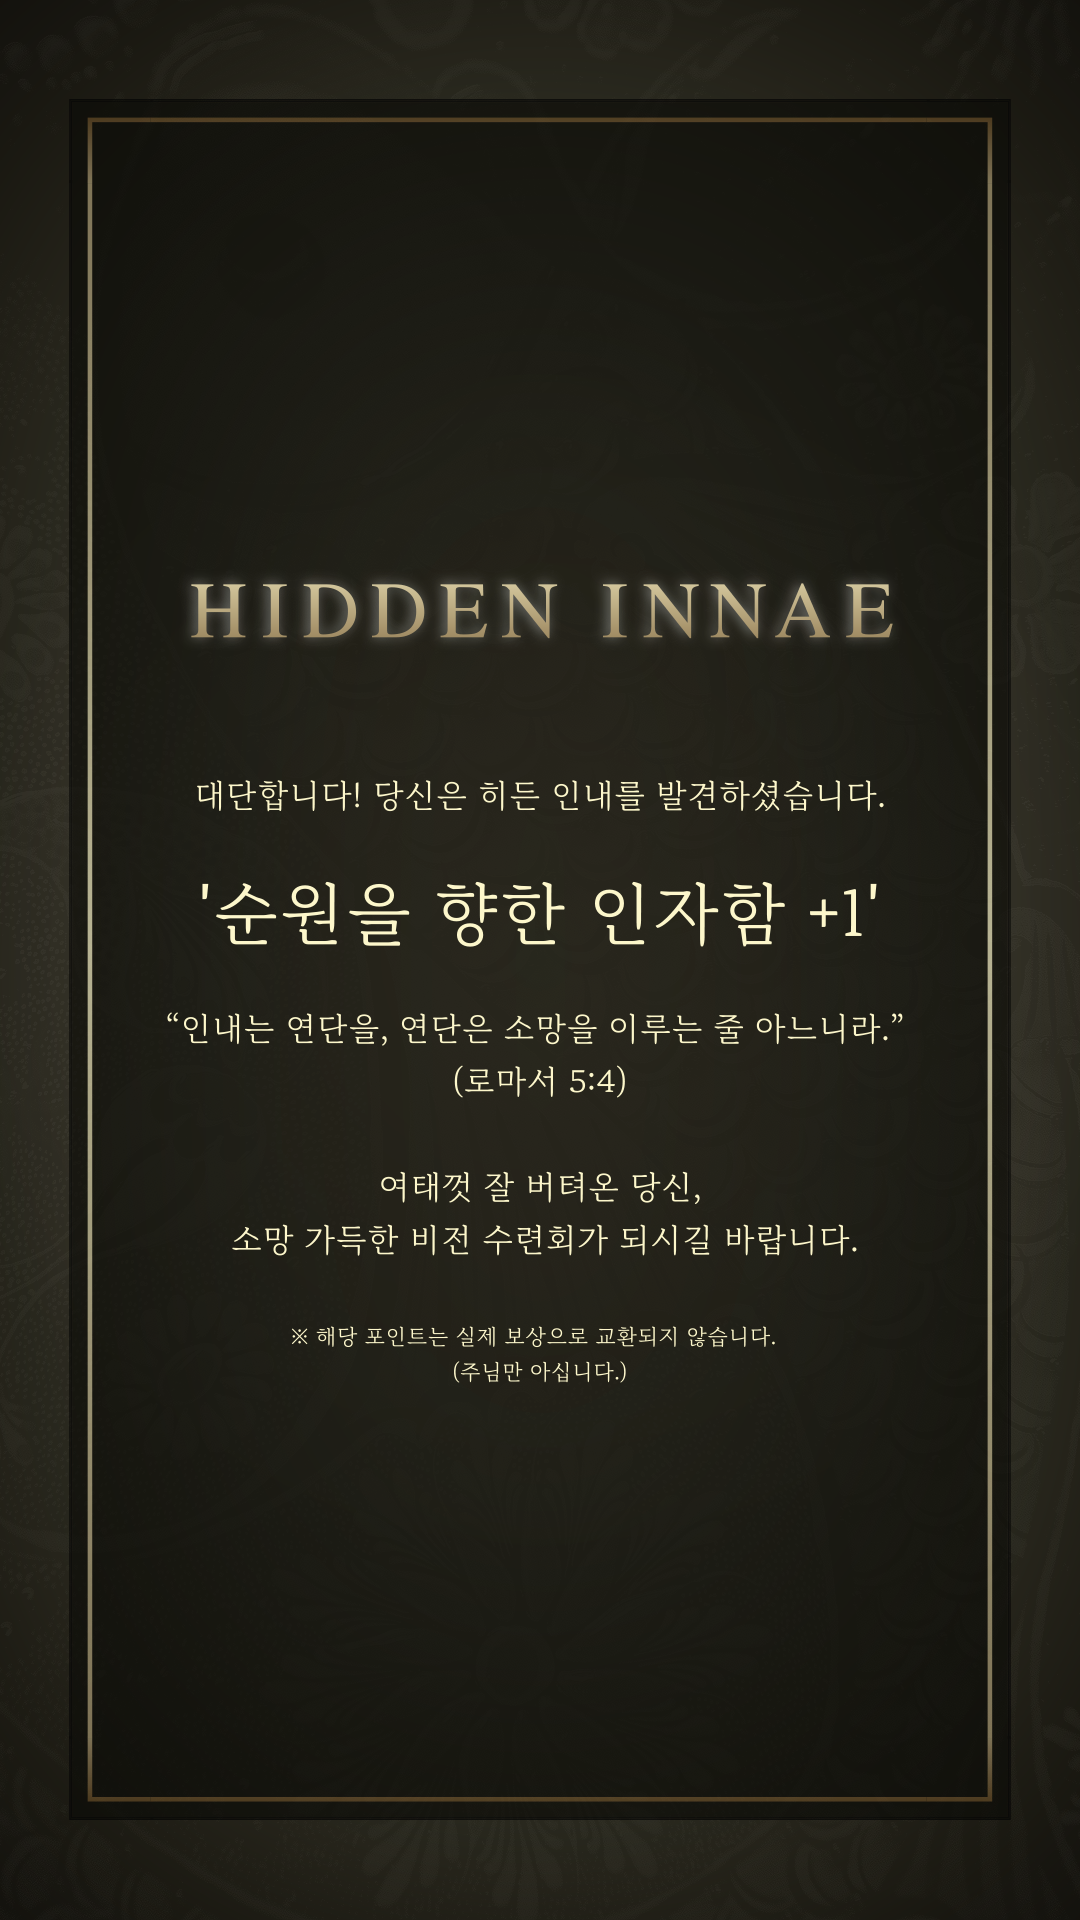 HIDDEN INNAE
대단합니다! 당신은 히든 인내를 발견하셨습니다.
'순원을 향한 인자함 +1'
“인내는 연단을, 연단은 소망을 이루는 줄 아느니라.”
(로마서 5:4)
여태껏 잘 버텨온 당신,
소망 가득한 비전 수련회가 되시길 바랍니다.
※ 해당 포인트는 실제 보상으로 교환되지 않습니다.
(주님만 아십니다.)